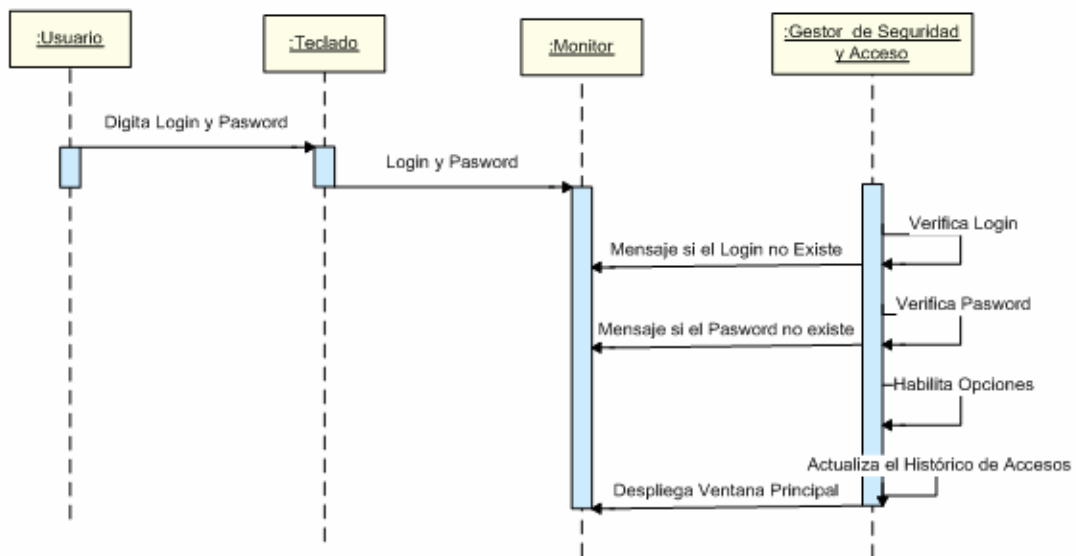 :Usuario
:Teclado
:Monitor
:Gestor de Seguridad
y Acceso
Digita Login y Pasword
Login y Pasword
Verifica Login
Mensaje si el Login no Existe
Verifica Pasword
Mensaje si el Pasword no existe
Habilita Opciones
Actualiza el Histórico de Accesos
Despliega Ventana Principal